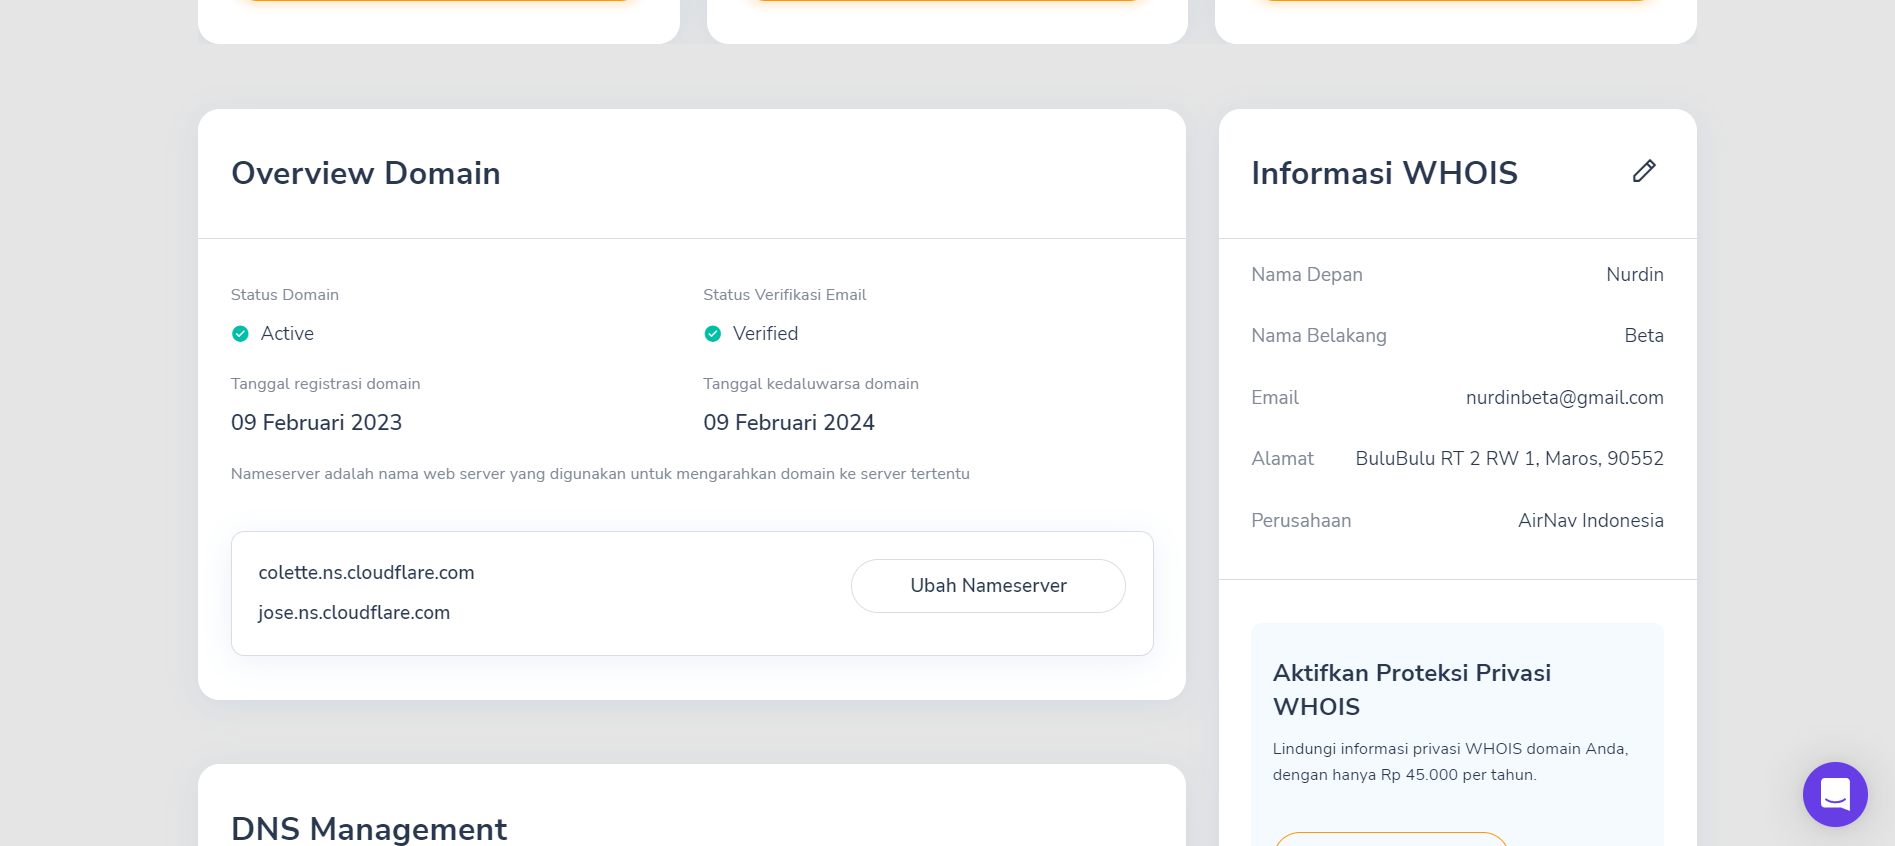 Overview Domain
Status Domain
Active
Status Verifikasi Email
Verified
Tanggal registrasi domain
09 Februari 2023
Tanggal kedaluwarsa domain
09 Februari 2024
Nameserver adalah nama web server yang digunakan untuk mengarahkan domain ke server tertentu
colette.ns.cloudflare.com
jose.ns.cloudflare.com
Ubah Nameserver
DNS Management
Informasi WHOIS
Nama Depan Nurdin
Nama Belakang Beta
Email nurdinbeta@gmail.com
Alamat BuluBulu RT 2 RW 1, Maros, 90552
Perusahaan AirNav Indonesia
Aktifkan Proteksi Privasi
WHOIS
Lindungi informasi privasi WHOIS domain Anda,
dengan hanya Rp 45.000 per tahun.